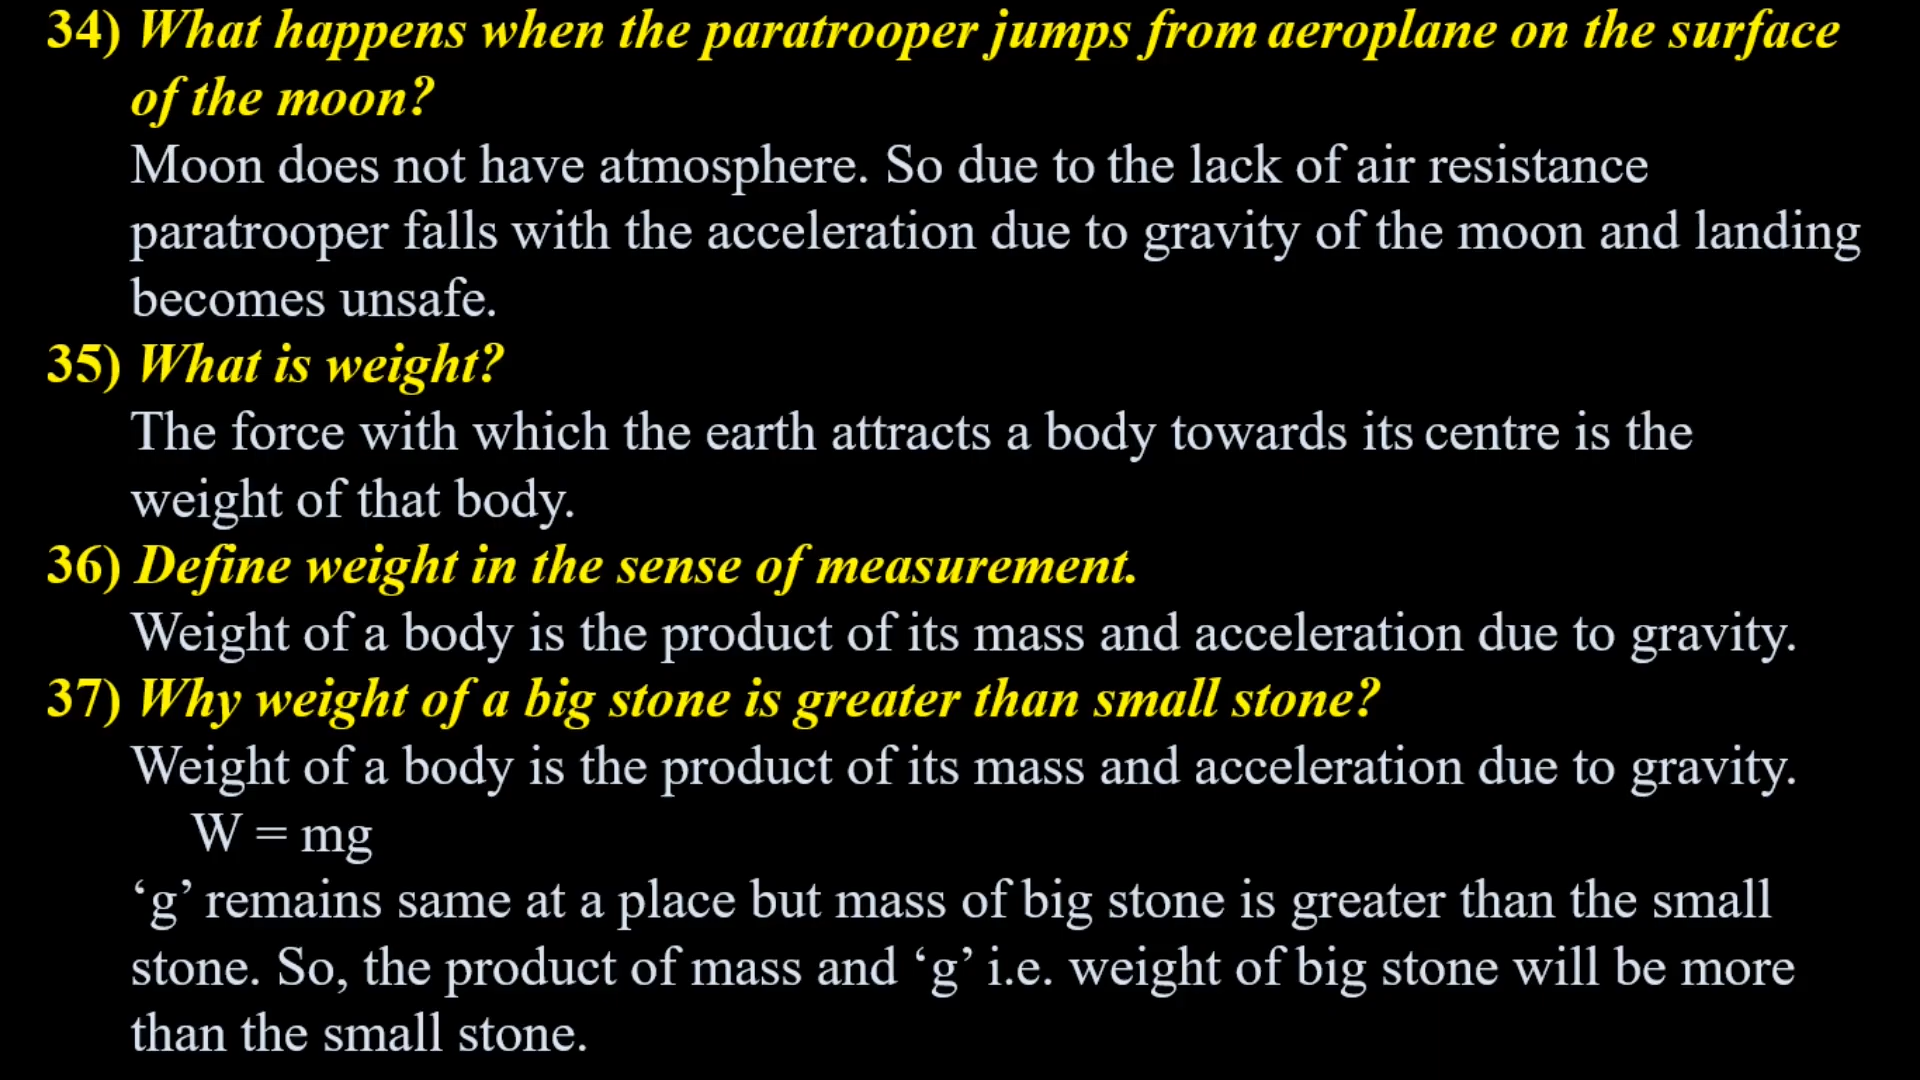 34) What happens when the paratrooper jumps from aeroplane on the surface
of the moon?
Moon does not have atmosphere. So due to the lack of air resistance
paratrooper falls with the acceleration due to gravity of the moon and landing
becomes unsafe.
35) What is weight?
The force with which the earth attracts a body towards its centre is the
weight of that body.
36) Define weight in the sense of measurement.
Weight of a body is the product of its mass and acceleration due to gravity.
37) Why weight of a big stone is greater than small stone?
Weight of a body is the product of its mass and acceleration due to gravity.
W = mg
‘g’ remains same at a place but mass of big stone is greater than the small
stone. So, the product of mass and ‘g’ i.e. weight of big stone will be more
than the small stone.